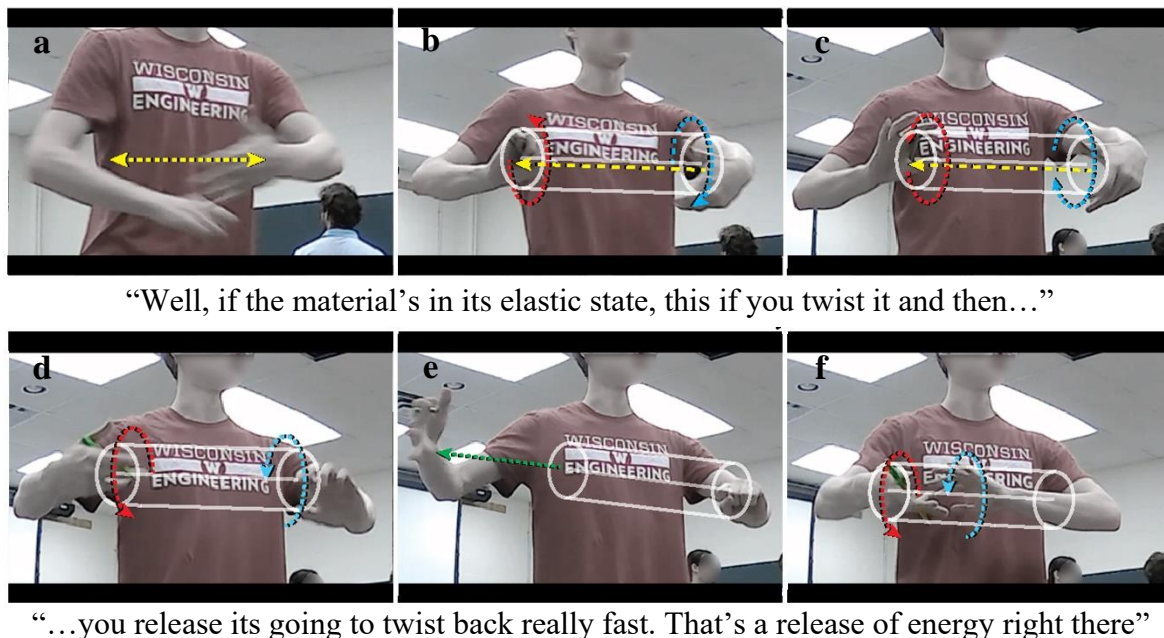 a
WISCONSIN
W
ENGINEERING
b
WISCONSIN
W
ENGINEERING
c
WISCONSIN
W
ENGINEERING
“Well, if the material’s in its elastic state, this if you twist it and then…”
d
WISCONSIN
W
ENGINEERING
e
WISCONSIN
W
ENGINEERING
f
WISCONSIN
W
ENGINEERING
“…you release its going to twist back really fast. That’s a release of energy right there”